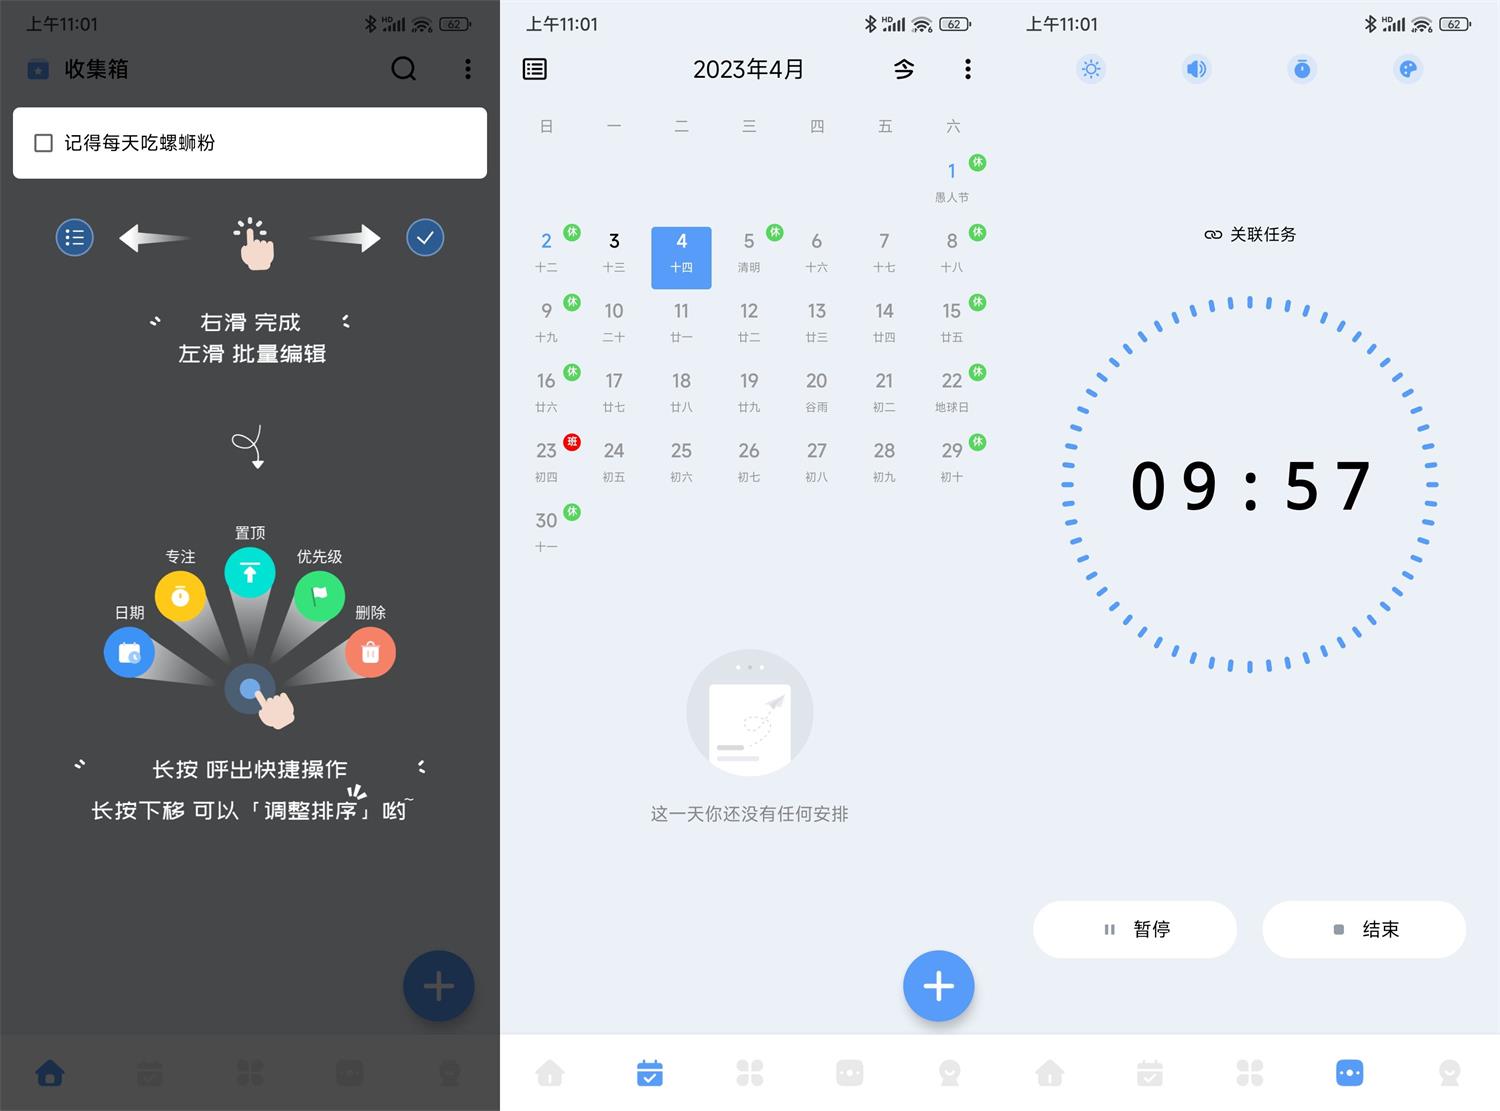 上午11:01 HD 62
收集箱
记得每天吃螺蛳粉
右滑 完成
左滑 批量编辑
置顶
专注 优先级
日期 删除
长按 呼出快捷操作
长按下移 可以「调整排序」哟~
上午11:01 HD 62
2023年4月 今
日 一 二 三 四 五 六
1 休
愚人节
2 休 3 4 5 休 6 7 8 休
十二 十三 十四 清明 十六 十七 十八
9 休 10 11 12 13 14 15 休
十九 二十 廿一 廿二 廿三 廿四 廿五
16 休 17 18 19 20 21 22 休
廿六 廿七 廿八 廿九 谷雨 初二 地球日
23 班 24 25 26 27 28 29 休
初四 初五 初六 初七 初八 初九 初十
30 休
十一
这一天你还没有任何安排
上午11:01 HD 62
关联任务
09:57
暂停 结束